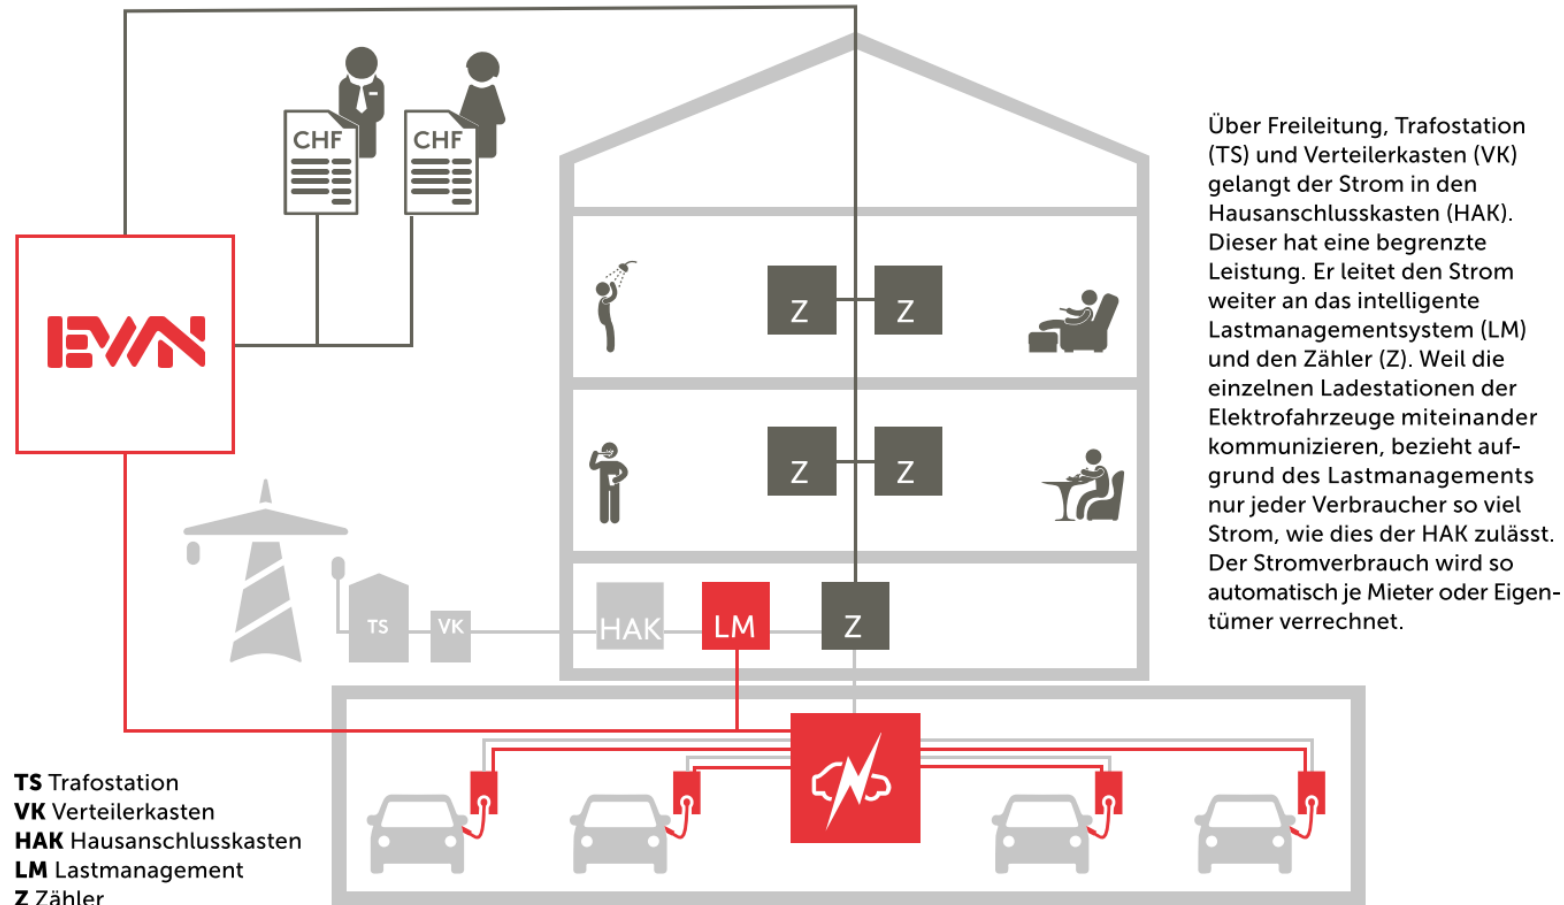 CHF
CHF
EWN
Z
Z
Z
Z
TS
VK
HAK
LM
Z
Über Freileitung, Trafostation
(TS) und Verteilerkasten (VK)
gelangt der Strom in den
Hausanschlusskasten (HAK).
Dieser hat eine begrenzte
Leistung. Er leitet den Strom
weiter an das intelligente
Lastmanagementsystem (LM)
und den Zähler (Z). Weil die
einzelnen Ladestationen der
Elektrofahrzeuge miteinander
kommunizieren, bezieht auf-
grund des Lastmanagements
nur jeder Verbraucher so viel
Strom, wie dies der HAK zulässt.
Der Stromverbrauch wird so
automatisch je Mieter oder Eigen-
tümer verrechnet.
TS Trafostation
VK Verteilerkasten
HAK Hausanschlusskasten
LM Lastmanagement
Z Zähler